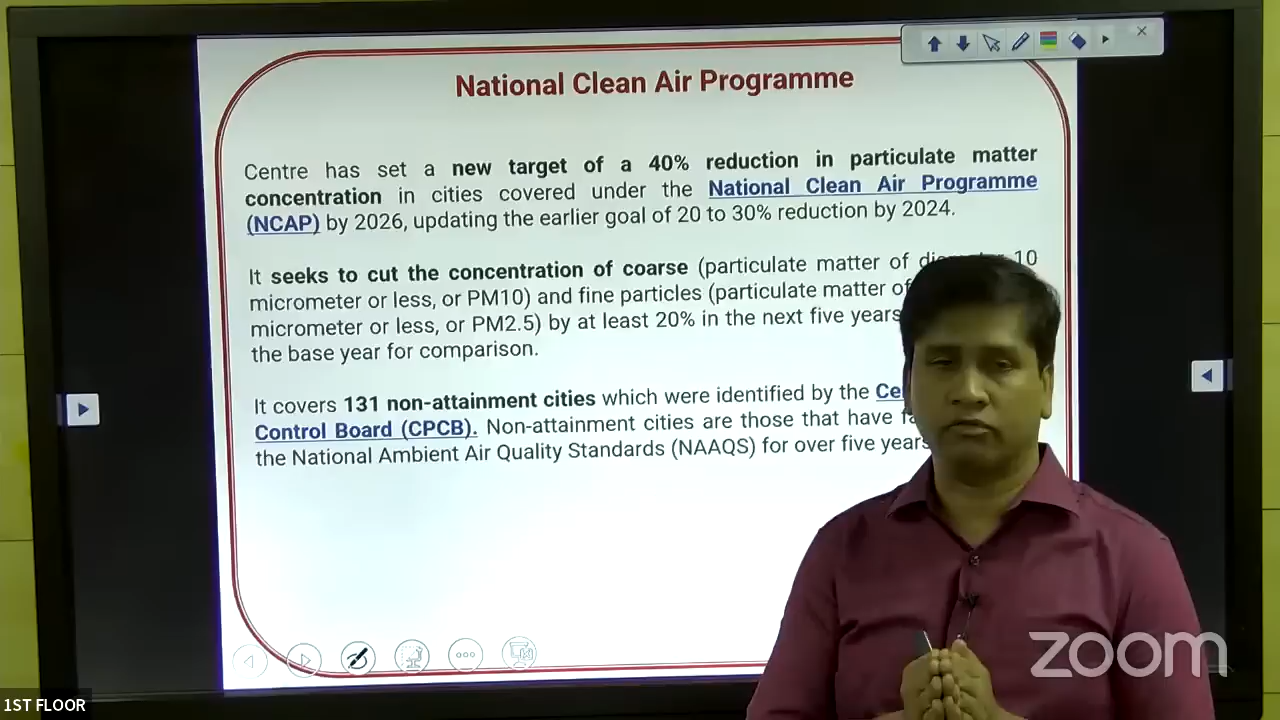 National Clean Air Programme
Centre has set a new target of a 40% reduction in particulate matter
concentration in cities covered under the National Clean Air Programme
(NCAP) by 2026, updating the earlier goal of 20 to 30% reduction by 2024.
It seeks to cut the concentration of coarse (particulate matter of 10
micrometer or less, or PM10) and fine particles (particulate matter of
micrometer or less, or PM2.5) by at least 20% in the next five years
the base year for comparison.
It covers 131 non-attainment cities which were identified by the
Control Board (CPCB). Non-attainment cities are those that have
the National Ambient Air Quality Standards (NAAQS) for over five years
zoom
1ST FLOOR